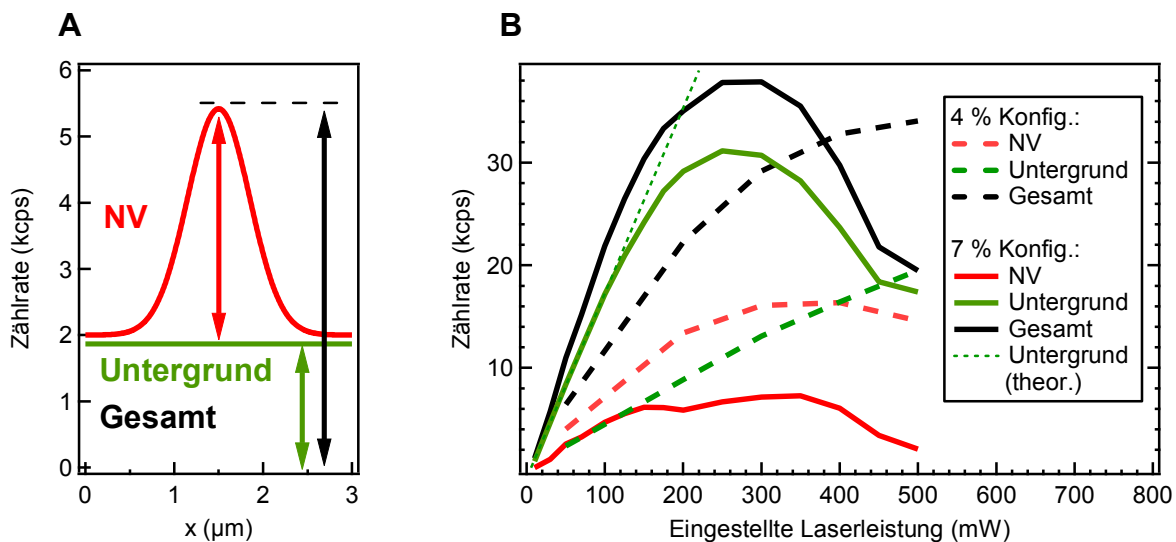 A
Zählrate (kcps)
6
5
4
3
2
1
0
NV
Untergrund
Gesamt
0
1
2
3
x (µm)
B
Zählrate (kcps)
30
20
10
4 % Konfig.:
NV
Untergrund
Gesamt
7 % Konfig.:
NV
Untergrund
Gesamt
Untergrund
(theor.)
0
100
200
300
400
500
600
700
800
Eingestellte Laserleistung (mW)